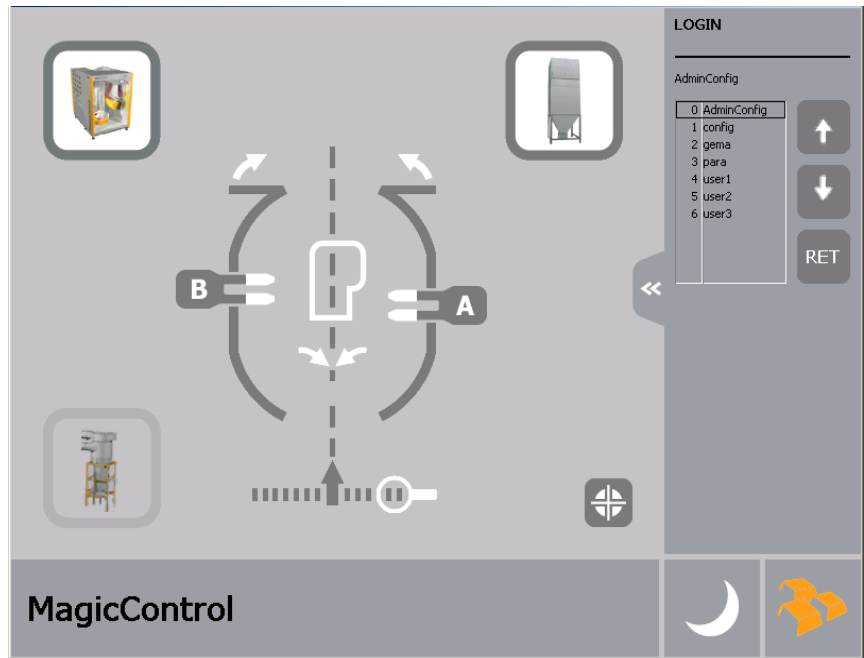 LOGIN
AdminConfig
0 AdminConfig
1 config
2 gema
3 para
4 user1
5 user2
6 user3
RET
B
A
MagicControl